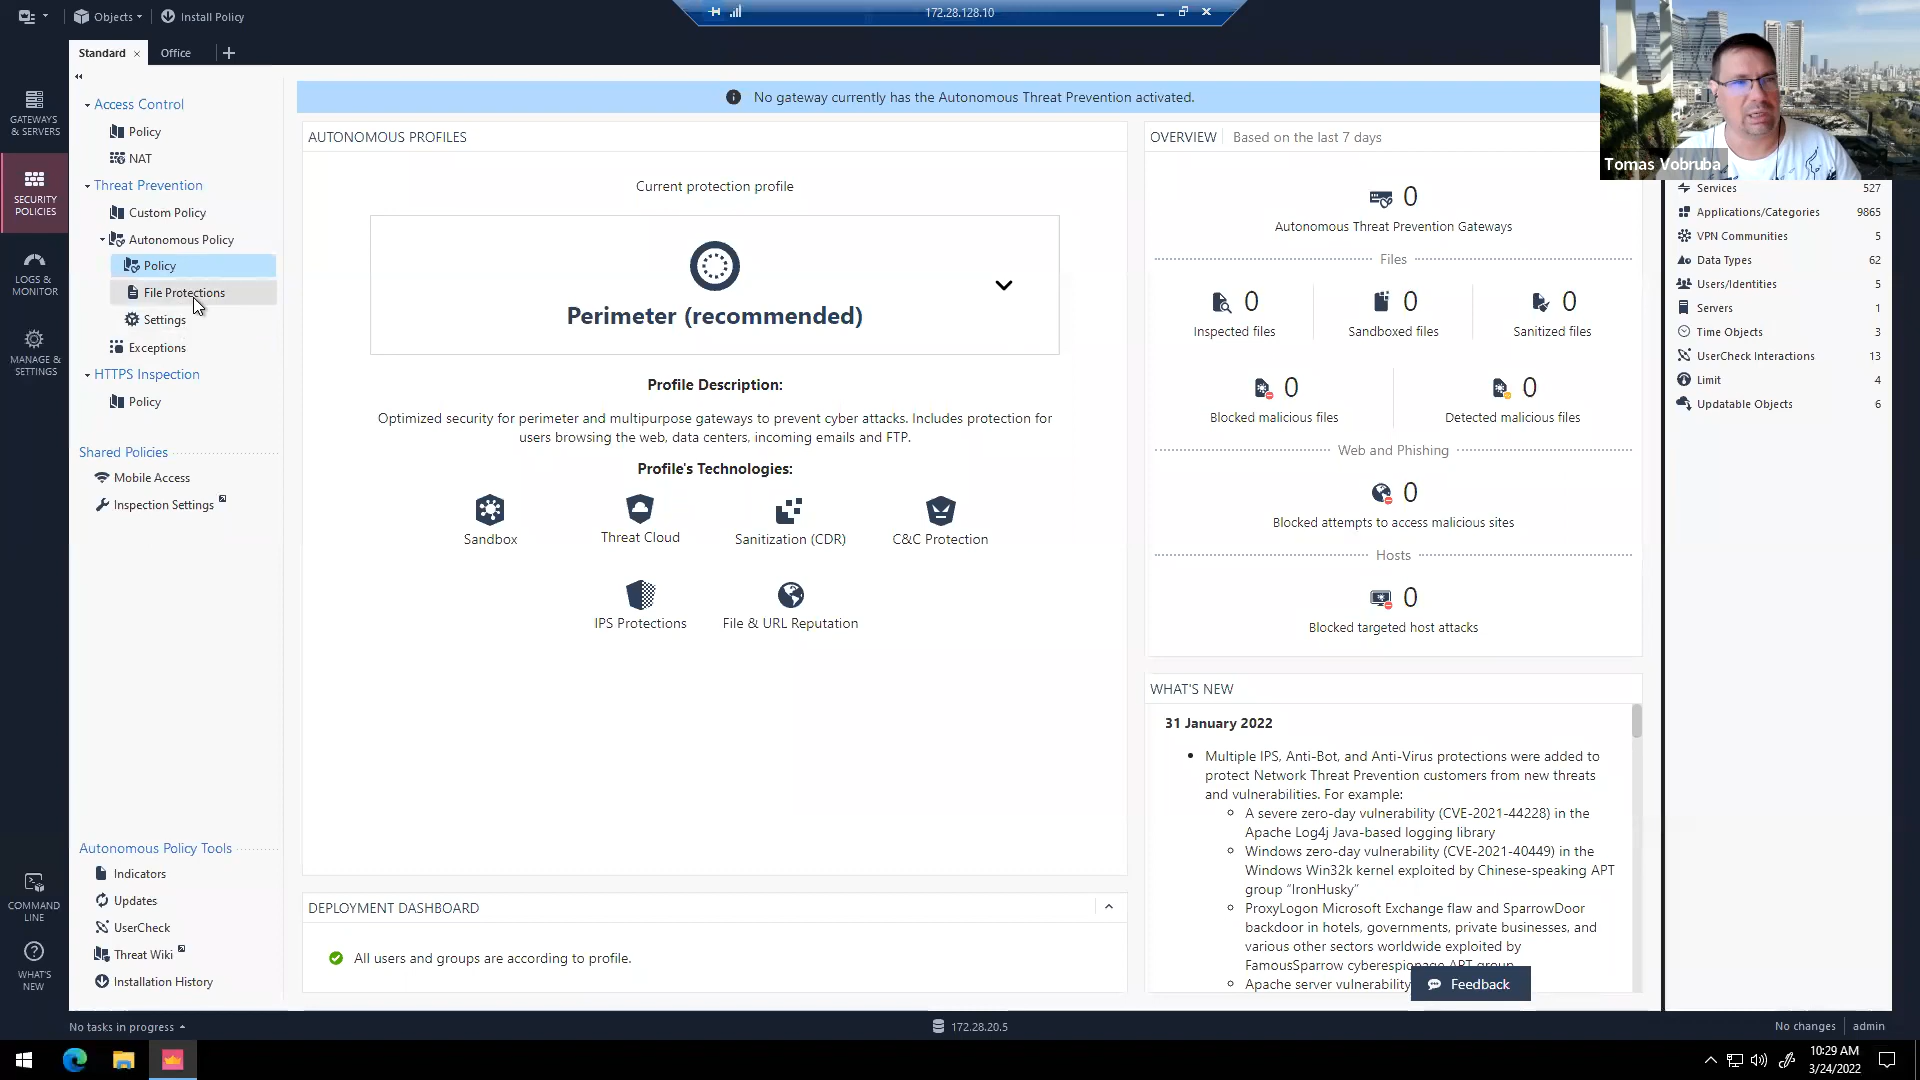 Objects
Install Policy
172.28.128.10
Standard
Office
Access Control
Policy
NAT
Threat Prevention
Custom Policy
Autonomous Policy
Policy
File Protections
Settings
Exceptions
HTTPS Inspection
Policy
Shared Policies
Mobile Access
Inspection Settings
Autonomous Policy Tools
Indicators
Updates
UserCheck
Threat Wiki
Installation History
GATEWAYS
& SERVERS
SECURITY
POLICIES
LOGS &
MONITOR
MANAGE &
SETTINGS
COMMAND
LINE
WHAT'S
NEW
No gateway currently has the Autonomous Threat Prevention activated.
AUTONOMOUS PROFILES
Current protection profile
Perimeter (recommended)
Profile Description:
Optimized security for perimeter and multipurpose gateways to prevent cyber attacks. Includes protection for
users browsing the web, data centers, incoming emails and FTP.
Profile's Technologies:
Sandbox
Threat Cloud
Sanitization (CDR)
C&C Protection
IPS Protections
File & URL Reputation
DEPLOYMENT DASHBOARD
All users and groups are according to profile.
OVERVIEW Based on the last 7 days
0
Autonomous Threat Prevention Gateways
Files
0
Inspected files
0
Sandboxed files
0
Sanitized files
0
Blocked malicious files
0
Detected malicious files
Web and Phishing
0
Blocked attempts to access malicious sites
Hosts
0
Blocked targeted host attacks
WHAT'S NEW
31 January 2022
Multiple IPS, Anti-Bot, and Anti-Virus protections were added to
protect Network Threat Prevention customers from new threats
and vulnerabilities. For example:
A severe zero-day vulnerability (CVE-2021-44228) in the
Apache Log4j Java-based logging library
Windows zero-day vulnerability (CVE-2021-40449) in the
Windows Win32k kernel exploited by Chinese-speaking APT
group "IronHusky"
ProxyLogon Microsoft Exchange flaw and SparrowDoor
backdoor in hotels, governments, private businesses, and
various other sectors worldwide exploited by
FamousSparrow cyberespionage APT group
Apache server vulnerability
Feedback
Tomas Vobruba
Services 527
Applications/Categories 9865
VPN Communities 5
Data Types 62
Users/Identities 5
Servers 1
Time Objects 3
UserCheck Interactions 13
Limit 4
Updatable Objects 6
No tasks in progress
172.28.20.5
No changes
admin
10:29 AM
3/24/2022